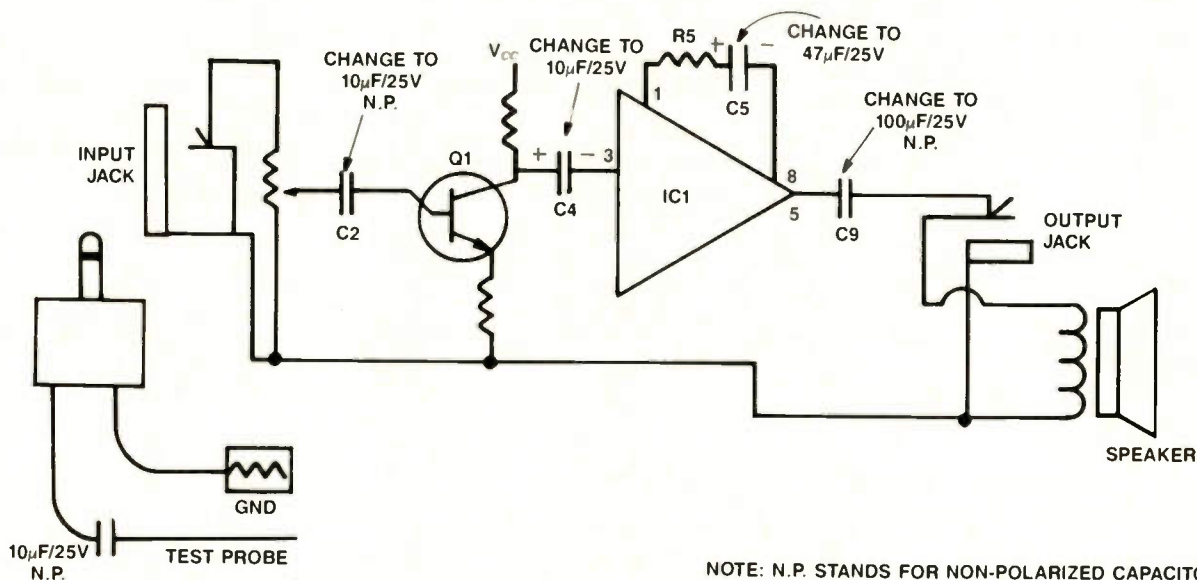 CHANGE TO
10µF/25V
N.P.
VCC
CHANGE TO
10µF/25V
R5
+
-
C5
CHANGE TO
47µF/25V
CHANGE TO
100µF/25V
N.P.
INPUT
JACK
Q1
C2
+
-
C4
3
1
IC1
8
5
C9
OUTPUT
JACK
SPEAKER
GND
10µF/25V
N.P.
TEST PROBE
NOTE: N.P. STANDS FOR NON-POLARIZED